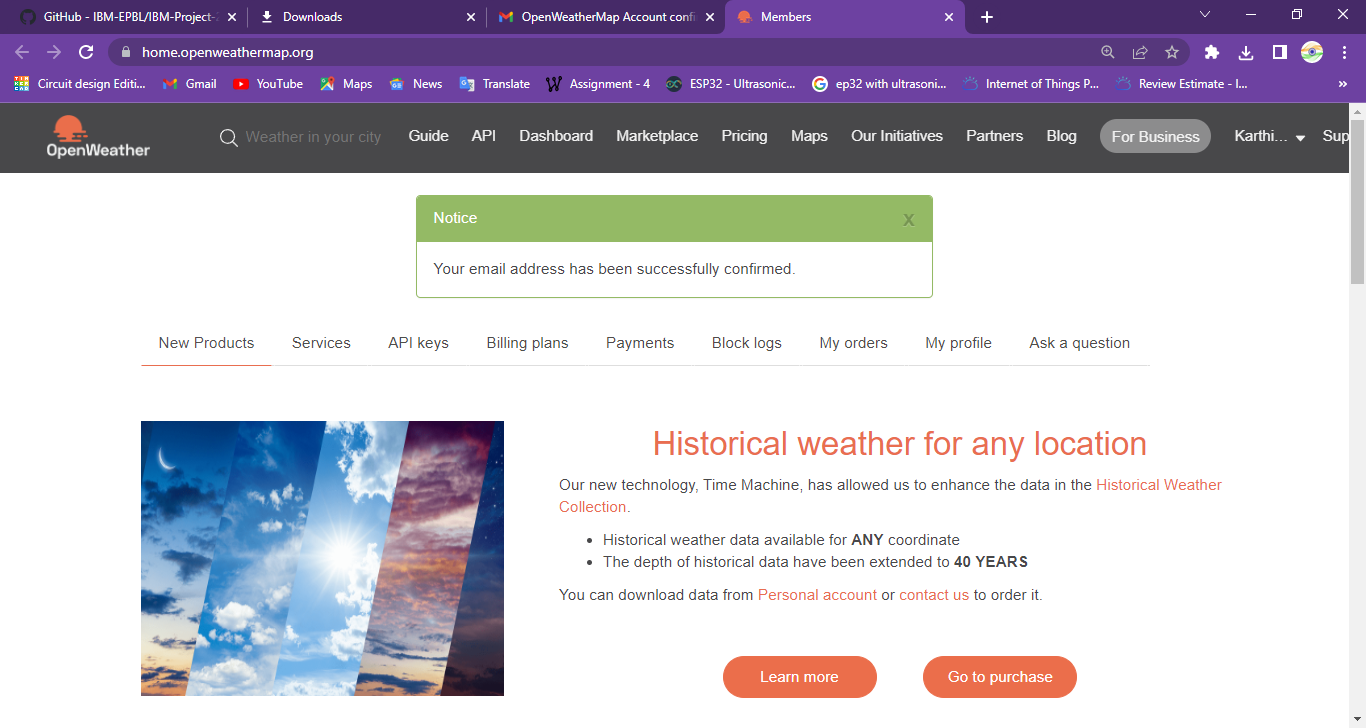 GitHub - IBM-EPBL/IBM-Project-
Downloads
OpenWeatherMap Account confi
Members
home.openweathermap.org
Circuit design Editi...
Gmail
YouTube
Maps
News
Translate
Assignment - 4
ESP32 - Ultrasonic...
ep32 with ultrasoni...
Internet of Things P...
Review Estimate - I...
»
OpenWeather
Weather in your city
Guide
API
Dashboard
Marketplace
Pricing
Maps
Our Initiatives
Partners
Blog
For Business
Karthi...
Sup
Notice
x
Your email address has been successfully confirmed.
New Products
Services
API keys
Billing plans
Payments
Block logs
My orders
My profile
Ask a question
Historical weather for any location
Our new technology, Time Machine, has allowed us to enhance the data in the Historical Weather
Collection.
• Historical weather data available for ANY coordinate
• The depth of historical data have been extended to 40 YEARS
You can download data from Personal account or contact us to order it.
Learn more
Go to purchase